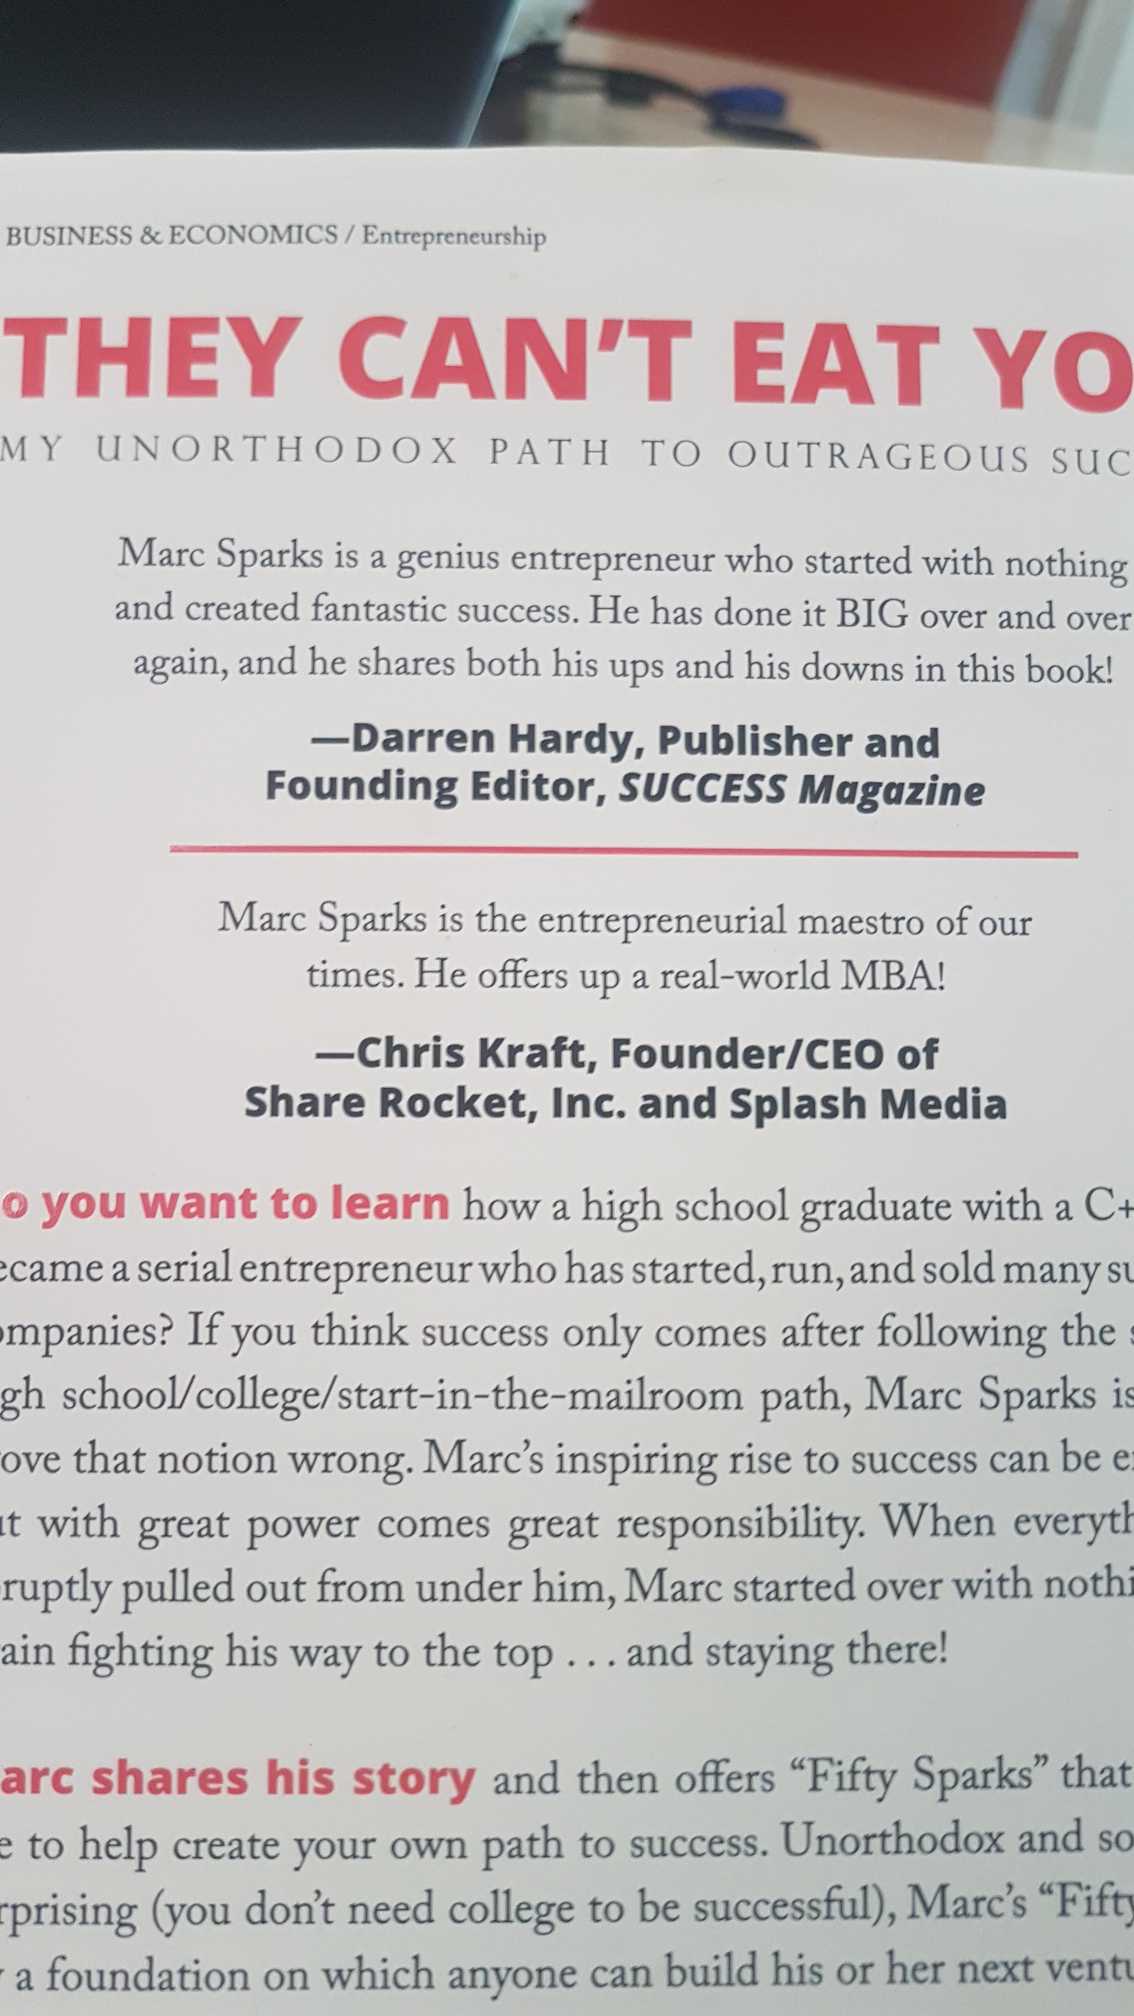 BUSINESS & ECONOMICS / Entrepreneurship
THEY CAN'T EAT YO
MY UNORTHODOX PATH TO OUTRAGEOUS SUC
Marc Sparks is a genius entrepreneur who started with nothing
and created fantastic success. He has done it BIG over and over
again, and he shares both his ups and his downs in this book!
—Darren Hardy, Publisher and
Founding Editor, SUCCESS Magazine
Marc Sparks is the entrepreneurial maestro of our
times. He offers up a real-world MBA!
—Chris Kraft, Founder/CEO of
Share Rocket, Inc. and Splash Media
o you want to learn how a high school graduate with a C+
ecame a serial entrepreneur who has started, run, and sold many su
ompanies? If you think success only comes after following the s
gh school/college/start-in-the-mailroom path, Marc Sparks is
ove that notion wrong. Marc's inspiring rise to success can be e
ut with great power comes great responsibility. When everyth
ruptly pulled out from under him, Marc started over with nothi
ain fighting his way to the top . . . and staying there!
arc shares his story and then offers “Fifty Sparks” that
e to help create your own path to success. Unorthodox and so
rprising (you don't need college to be successful), Marc's “Fifty
a foundation on which anyone can build his or her next ventu